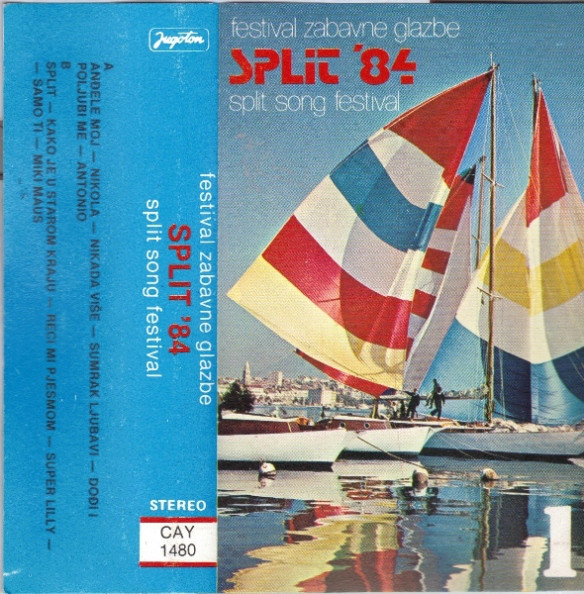 Jugoton
A
ANĐELE MOJ — NIKOLA — NIKADA VIŠE — SUMRAK LJUBAVI — DOĐI I
POLJUBI ME — ANTONIO
B
SPLIT — KAKO JE U STAROM KRAJU — RECI MI PJESMOM — SUPER LILLY —
— SAMO TI — MIKI MAUS
festival zabavne glazbe
SPLIT '84
split song festival
STEREO
CAY
1480
festival zabavne glazbe
SPLiT '84
split song festival
1